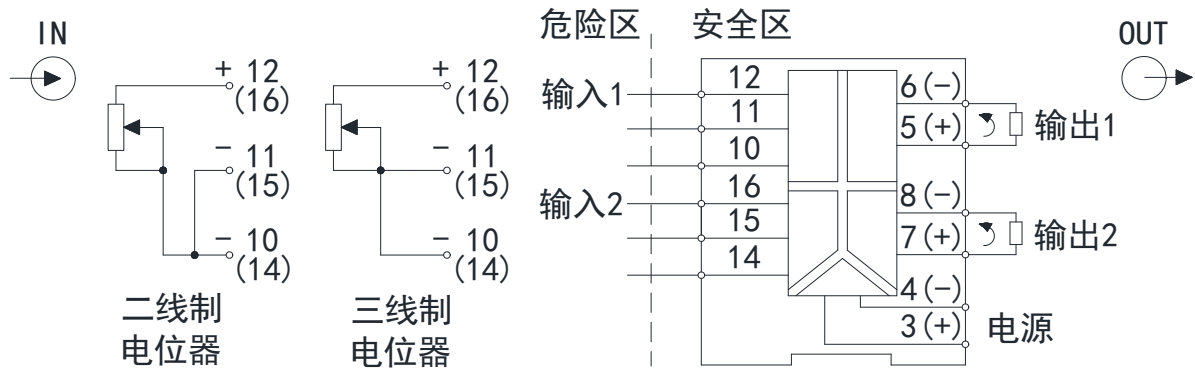 IN
+ 12
(16)
- 11
(15)
- 10
(14)
二线制
电位器
+ 12
(16)
- 11
(15)
- 10
(14)
三线制
电位器
危险区
安全区
输入1
输入2
12
11
10
16
15
14
6(-)
5(+)
8(-)
7(+)
4(-)
3(+)
输出1
输出2
电源
OUT